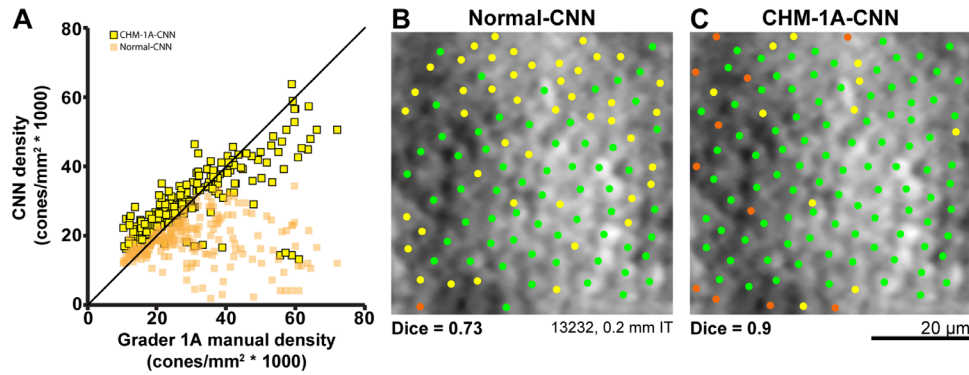 A
80
60
40
20
0
CNN density
(cones/mm² * 1000)
CHM-1A-CNN
Normal-CNN
0 20 40 60 80
Grader 1A manual density
(cones/mm² * 1000)
B
Normal-CNN
Dice = 0.73
13232, 0.2 mm IT
C
CHM-1A-CNN
Dice = 0.9
20 µm